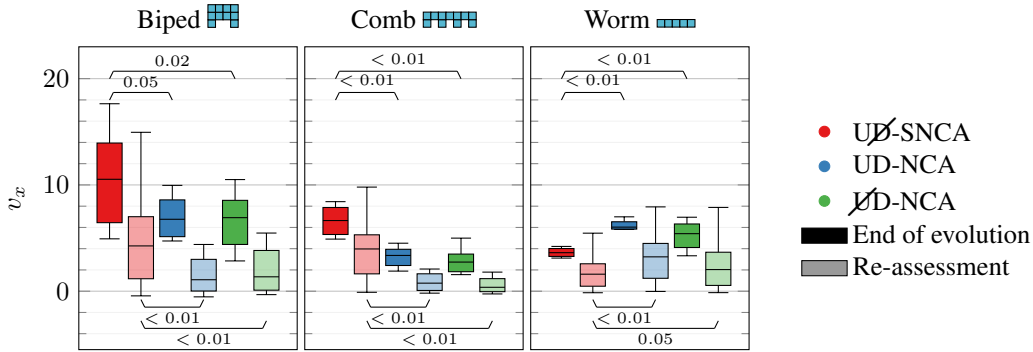 Biped Comb Worm
20
10
0
v_x
0.02
0.05
< 0.01
< 0.01
< 0.01
< 0.01
< 0.01
< 0.01
< 0.01
< 0.01
< 0.01
0.05
UD̸-SNCA
UD-NCA
U̸D-NCA
End of evolution
Re-assessment